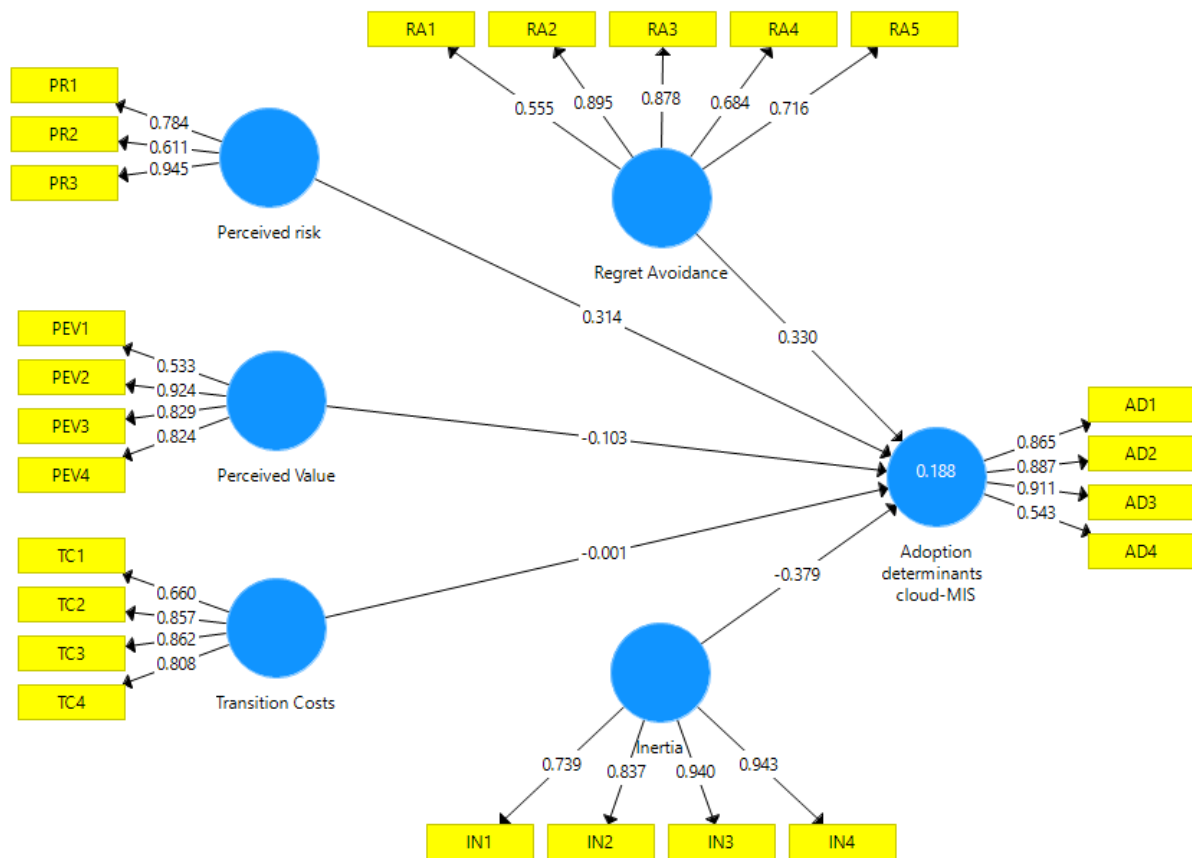 RA1
RA2
RA3
RA4
RA5
0.555
0.895
0.878
0.684
0.716
Regret Avoidance
PR1
PR2
PR3
0.784
0.611
0.945
Perceived risk
0.314
0.330
PEV1
PEV2
PEV3
PEV4
0.533
0.924
0.829
0.824
Perceived Value
-0.103
TC1
TC2
TC3
TC4
0.660
0.857
0.862
0.808
Transition Costs
-0.001
-0.379
0.188
Adoption
determinants
cloud-MIS
0.865
0.887
0.911
0.543
AD1
AD2
AD3
AD4
Inertia
0.739
0.837
0.940
0.943
IN1
IN2
IN3
IN4